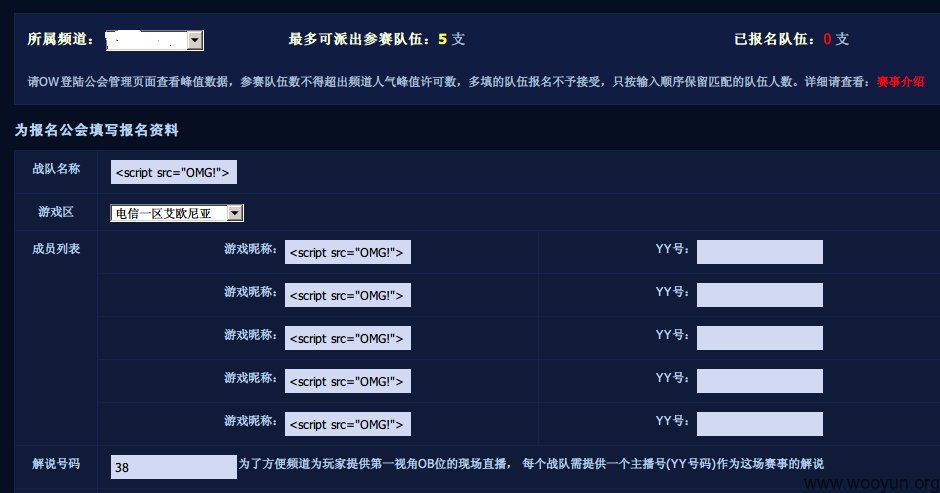 所属频道： 最多可派出参赛队伍：5 支 已报名队伍：0 支
请OW登陆公会管理页面查看峰值数据，参赛队伍数不得超出频道人气峰值许可数，多填的队伍报名不予接受，只按输入顺序保留匹配的队伍人数。详细请查看：赛事介绍
为报名公会填写报名资料
战队名称 <script src="OMG!">
游戏区 电信一区艾欧尼亚
成员列表 游戏昵称： <script src="OMG!"> YY号：
游戏昵称： <script src="OMG!"> YY号：
游戏昵称： <script src="OMG!"> YY号：
游戏昵称： <script src="OMG!"> YY号：
游戏昵称： <script src="OMG!"> YY号：
解说号码 38 为了方便频道为玩家提供第一视角OB位的现场直播， 每个战队需提供一个主播号(YY号码)作为这场赛事的解说
www.wooyun.org